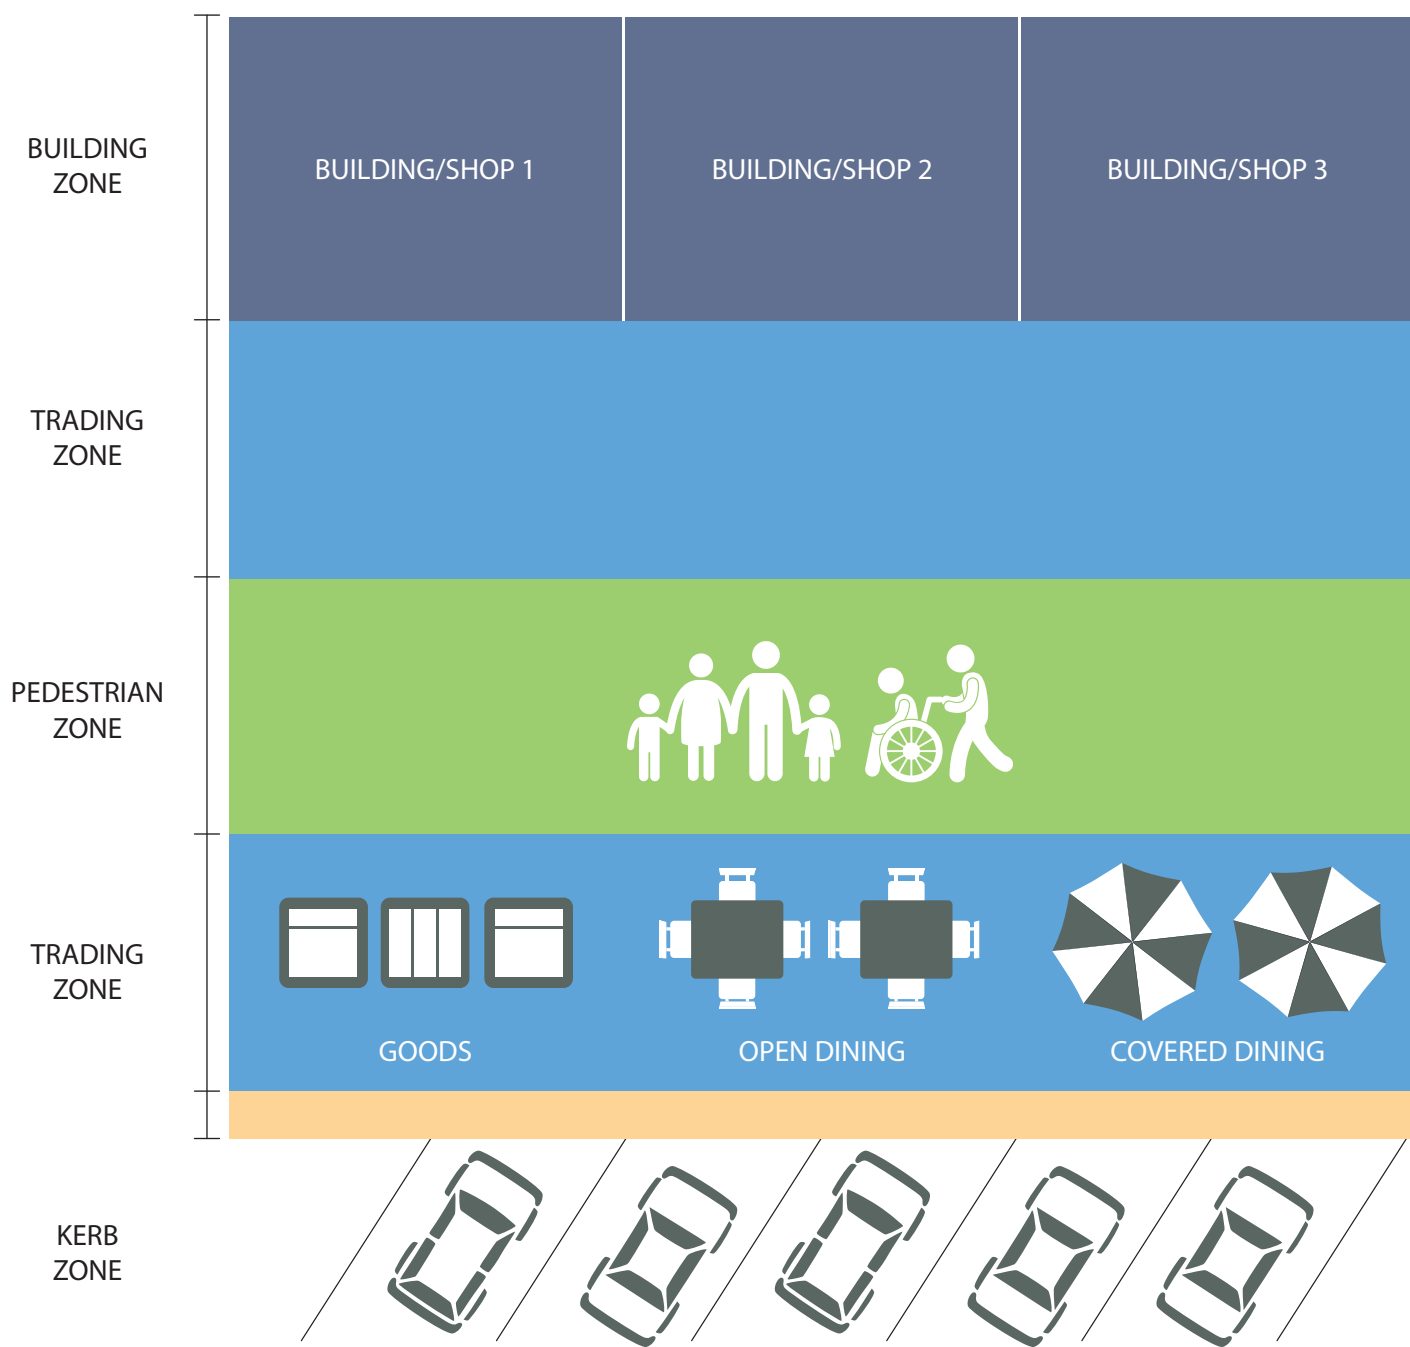 BUILDING
ZONE
BUILDING/SHOP 1
BUILDING/SHOP 2
BUILDING/SHOP 3
TRADING
ZONE
PEDESTRIAN
ZONE
TRADING
ZONE
GOODS
OPEN DINING
COVERED DINING
KERB
ZONE